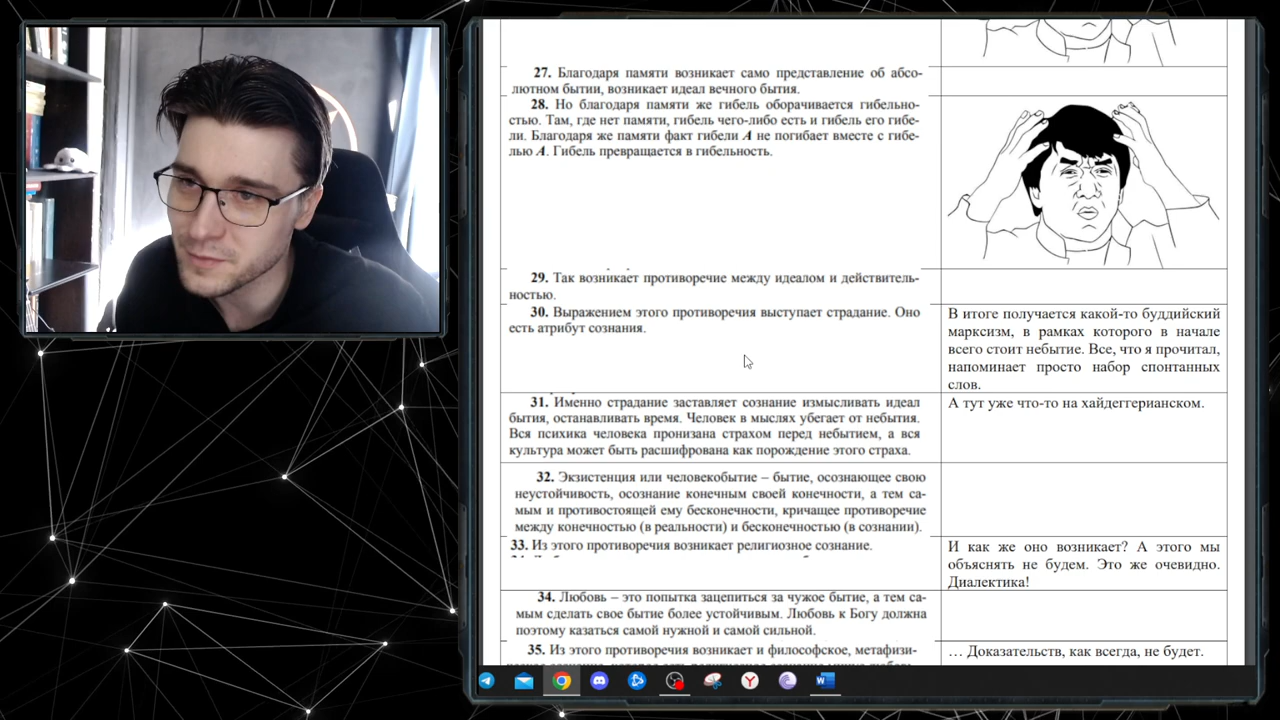 27. Благодаря памяти возникает само представление об абсо-
лютном бытии, возникает идеал вечного бытия.
28. Но благодаря памяти же гибель оборачивается гибельно-
стью. Там, где нет памяти, гибель чего-либо есть и гибель его гибе-
ли. Благодаря же памяти факт гибели А не погибает вместе с гибе-
лью А. Гибель превращается в гибельность.
29. Так возникает противоречие между идеалом и действитель-
ностью.
30. Выражением этого противоречия выступает страдание. Оно
есть атрибут сознания.
В итоге получается какой-то буддийский
марксизм, в рамках которого в начале
всего стоит небытие. Все, что я прочитал,
напоминает просто набор спонтанных
слов.
31. Именно страдание заставляет сознание измысливать идеал
бытия, останавливать время. Человек в мыслях убегает от небытия.
Вся психика человека пронизана страхом перед небытием, а вся
культура может быть расшифрована как порождение этого страха.
А тут уже что-то на хайдеггерианском.
32. Экзистенция или человекобытие – бытие, осознающее свою
неустойчивость, осознание конечным своей конечности, а тем са-
мым и противостоящей ему бесконечности, кричащее противоречие
между конечностью (в реальности) и бесконечностью (в сознании).
33. Из этого противоречия возникает религиозное сознание.
И как же оно возникает? А этого мы
объяснять не будем. Это же очевидно.
Диалектика!
34. Любовь – это попытка зацепиться за чужое бытие, а тем са-
мым сделать свое бытие более устойчивым. Любовь к Богу должна
поэтому казаться самой нужной и самой сильной.
35. Из этого противоречия возникает и философское, метафизи-
… Доказательств, как всегда, не будет.